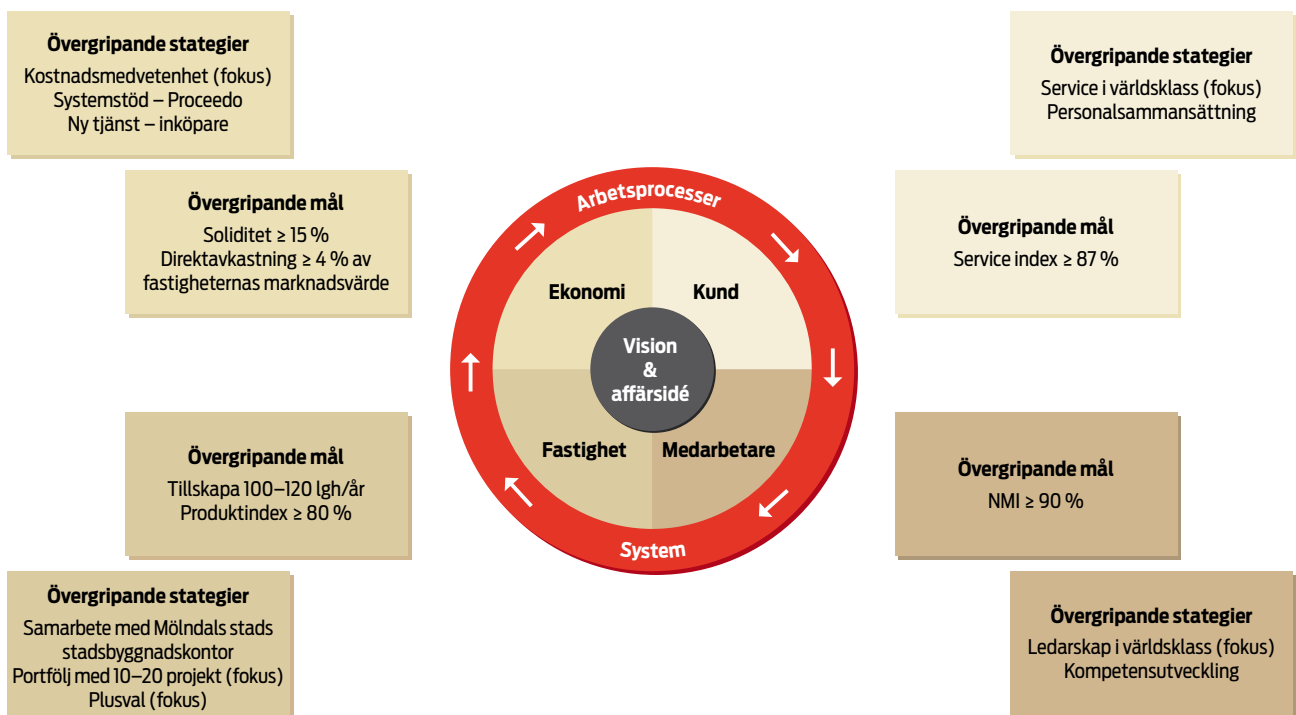 Övergripande stategier
Kostnadsmedvetenhet (fokus)
Systemstöd – Proceedo
Ny tjänst – inköpare
Övergripande stategier
Service i världsklass (fokus)
Personalsammansättning
Övergripande mål
Soliditet ≥ 15 %
Direktavkastning ≥ 4 % av
fastigheternas marknadsvärde
Arbetsprocesser
Övergripande mål
Service index ≥ 87 %
Ekonomi
Kund
Vision
&
affärsidé
Fastighet
Medarbetare
System
Övergripande mål
Tillskapa 100–120 lgh/år
Produktindex ≥ 80 %
Övergripande mål
NMI ≥ 90 %
Övergripande stategier
Samarbete med Mölndals stads
stadsbyggnadskontor
Portfölj med 10–20 projekt (fokus)
Plusval (fokus)
Övergripande stategier
Ledarskap i världsklass (fokus)
Kompetensutveckling